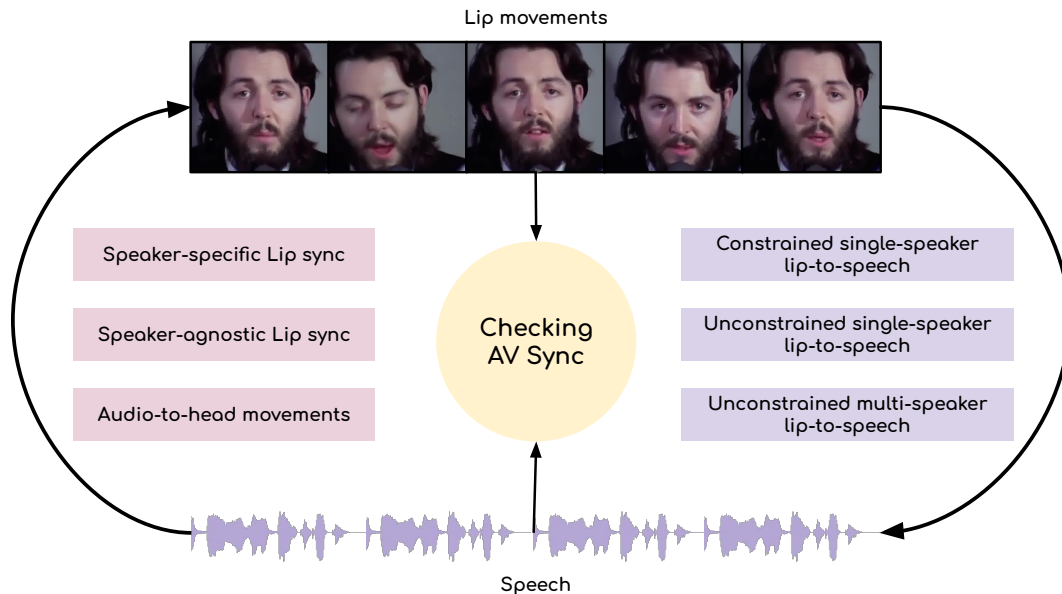 Lip movements
Speaker-specific Lip sync
Speaker-agnostic Lip sync
Audio-to-head movements
Checking
AV Sync
Constrained single-speaker
lip-to-speech
Unconstrained single-speaker
lip-to-speech
Unconstrained multi-speaker
lip-to-speech
Speech